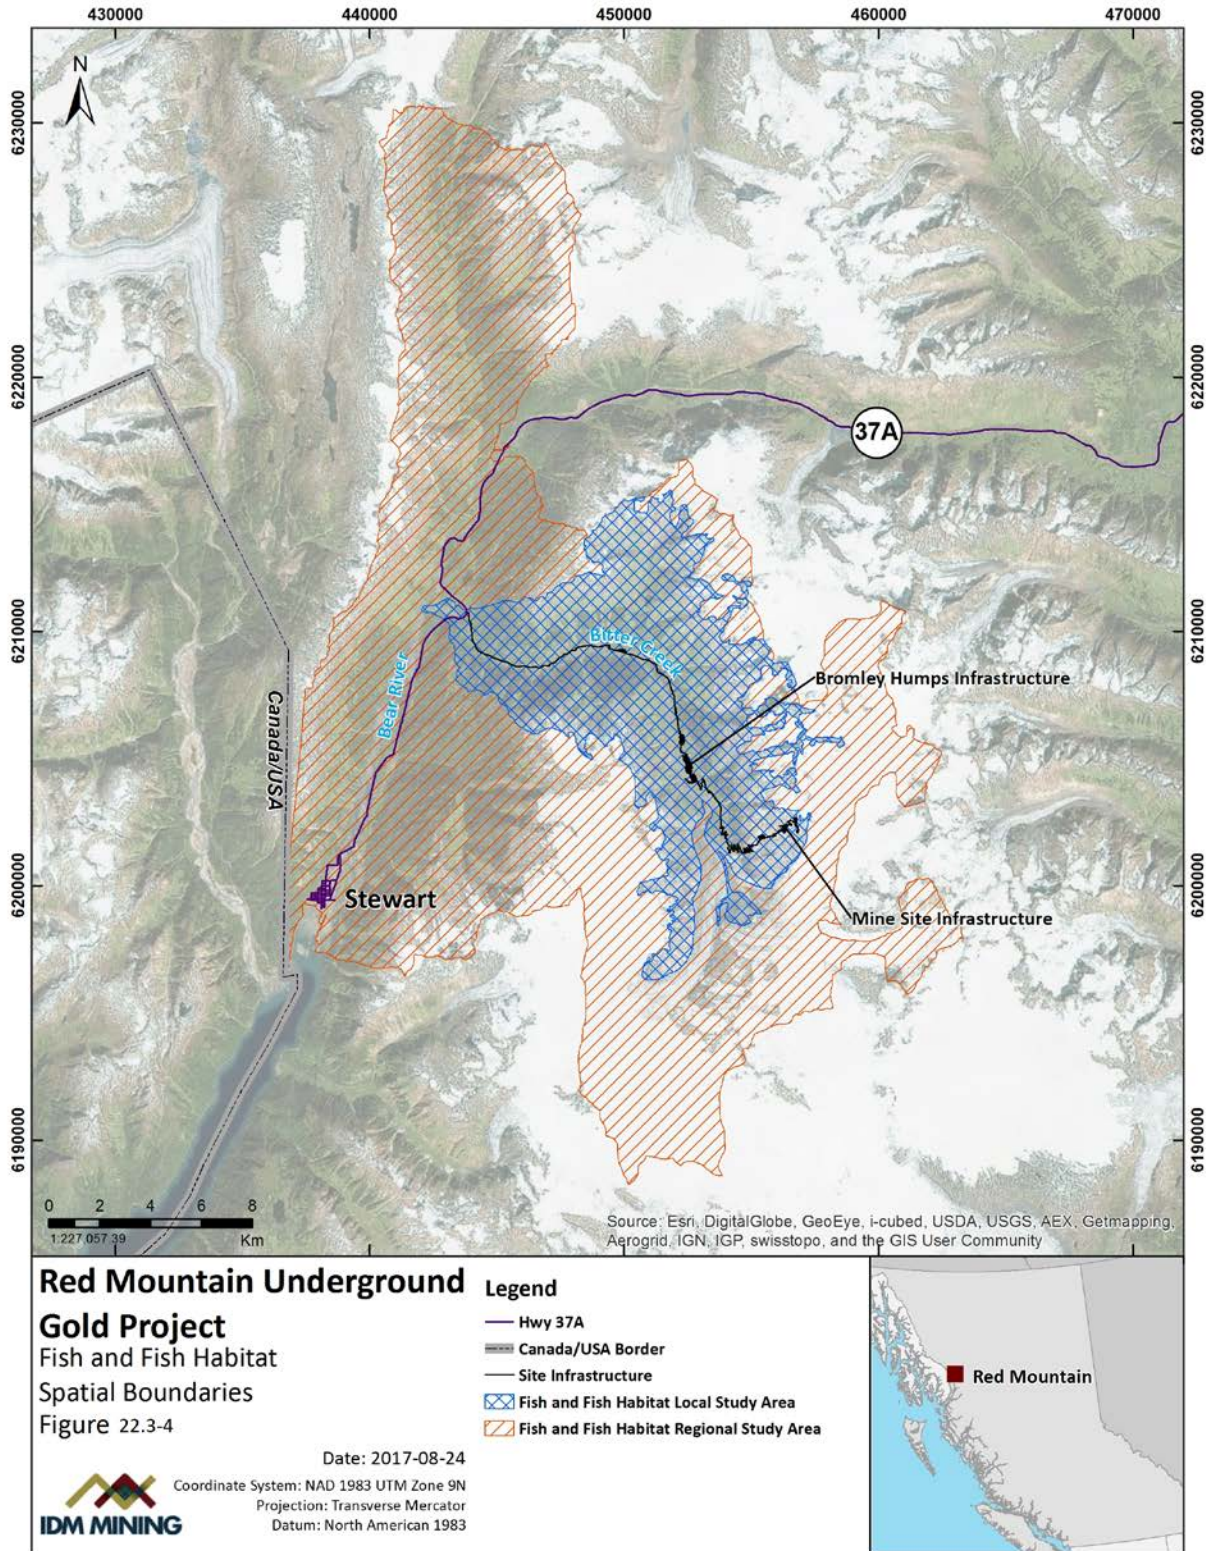 430000
440000
450000
460000
470000
N
6230000
6230000
6220000
6220000
37A
6210000
6210000
Bitter Creek
Bear River
Bromley Humps Infrastructure
Canada/USA
6200000
6200000
Stewart
Mine Site Infrastructure
6190000
6190000
0 2 4 6 8
1:227 057.39
Km
Source: Esri, DigitalGlobe, GeoEye, i-cubed, USDA, USGS, AEX, Getmapping,
Aerogrid, IGN, IGP, swisstopo, and the GIS User Community
Red Mountain Underground
Gold Project
Fish and Fish Habitat
Spatial Boundaries
Figure 22.3-4
Date: 2017-08-24
Coordinate System: NAD 1983 UTM Zone 9N
Projection: Transverse Mercator
Datum: North American 1983
IDM MINING
Legend
Hwy 37A
Canada/USA Border
Site Infrastructure
Fish and Fish Habitat Local Study Area
Fish and Fish Habitat Regional Study Area
Red Mountain